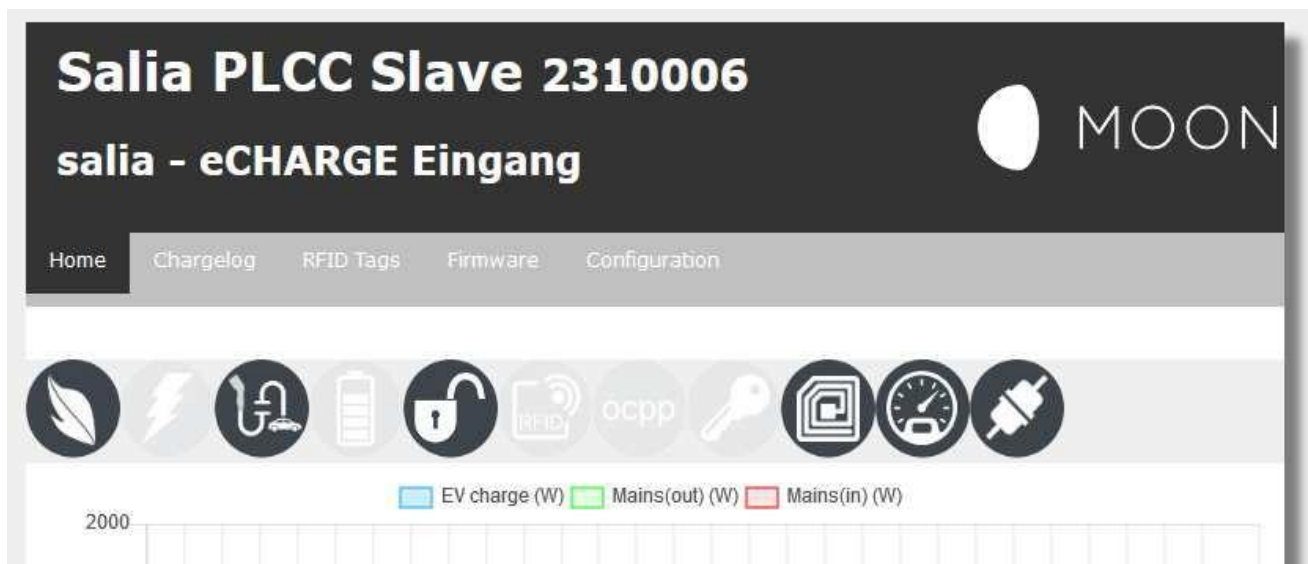 Salia PLCC Slave 2310006
salia - eCHARGE Eingang
MOON
Home Chargelog RFID Tags Firmware Configuration
RFID ocpp
EV charge (W) Mains(out) (W) Mains(in) (W)
2000